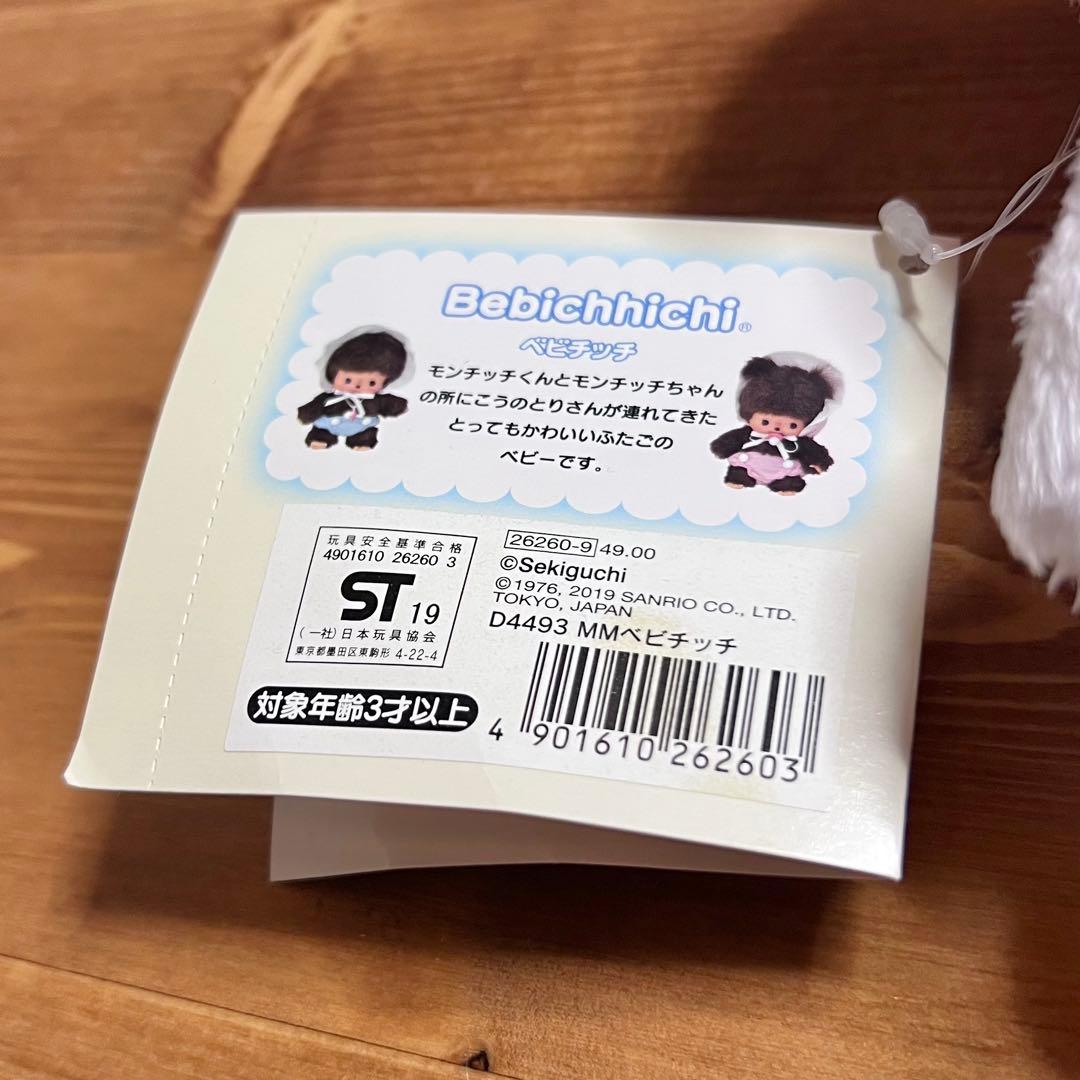 Bebichhichi®
ベビチッチ
モンチッチくんとモンチッチちゃん
の所にこうのとりさんが連れてきた
とってもかわいいふたごの
ベビーです。
玩具安全基準合格
4901610 26260 3
ST 19
(一社)日本玩具協会
東京都墨田区東駒形 4-22-4
対象年齢3才以上
26260-9 49.00
©Sekiguchi
©1976, 2019 SANRIO CO., LTD.
TOKYO, JAPAN
D4493 MMベビチッチ
4 901610 262603